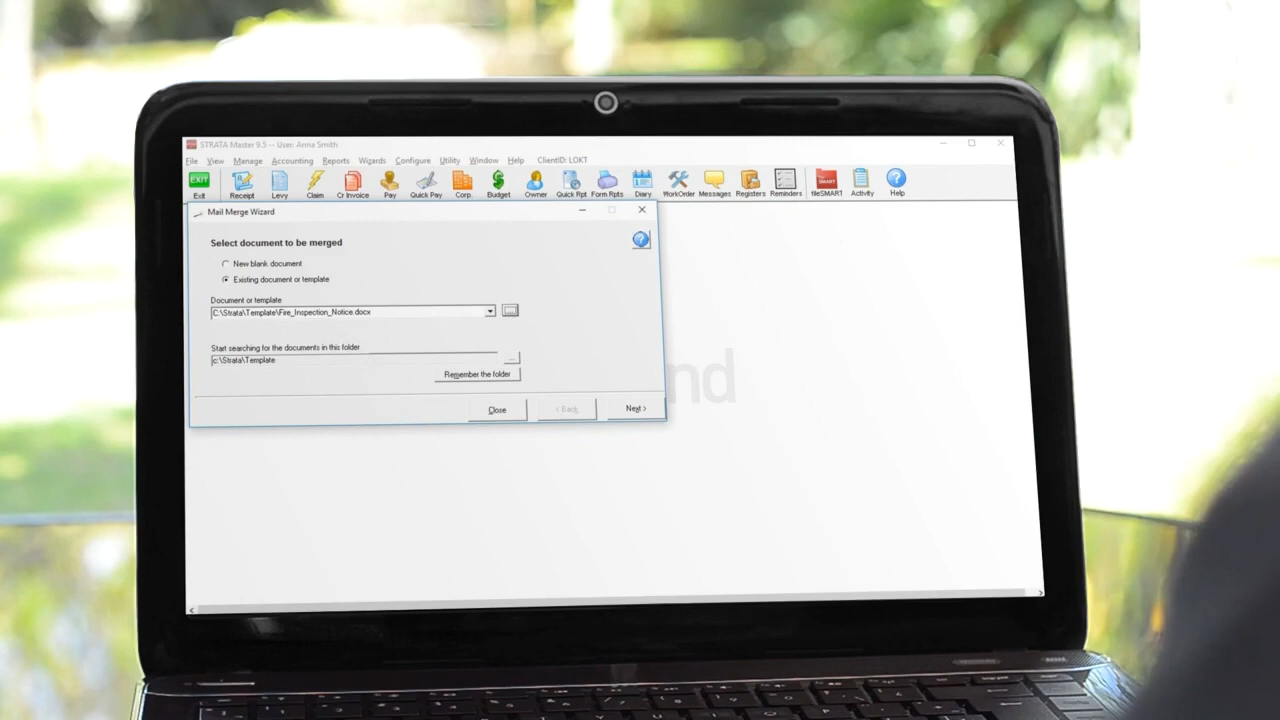 STRATA Master 9.5 -- User: Anna Smith
File View Manage Accounting Reports Wizards Configure Utility Window Help ClientID: LOKT
EXIT
SMART
Exit Receipt Levy Claim Cr Invoice Pay Quick Pay Corp. Budget Owner Quick Rpt Form Rpts Diary WorkOrder Messages Registers Reminders fileSMART Activity Help
Mail Merge Wizard
Select document to be merged
New blank document
Existing document or template
Document or template
C:\Strata\Template\Fire_Inspection_Notice.docx
...
Start searching for the documents in this folder
c:\Strata\Template
...
nd
Remember the folder
Close < Back Next >